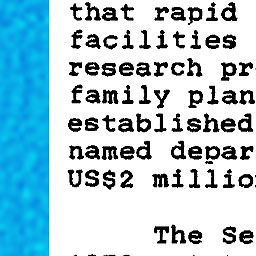 that rapid
facilities
research pr
family plan
established
named depar
US$2 millio
The Se